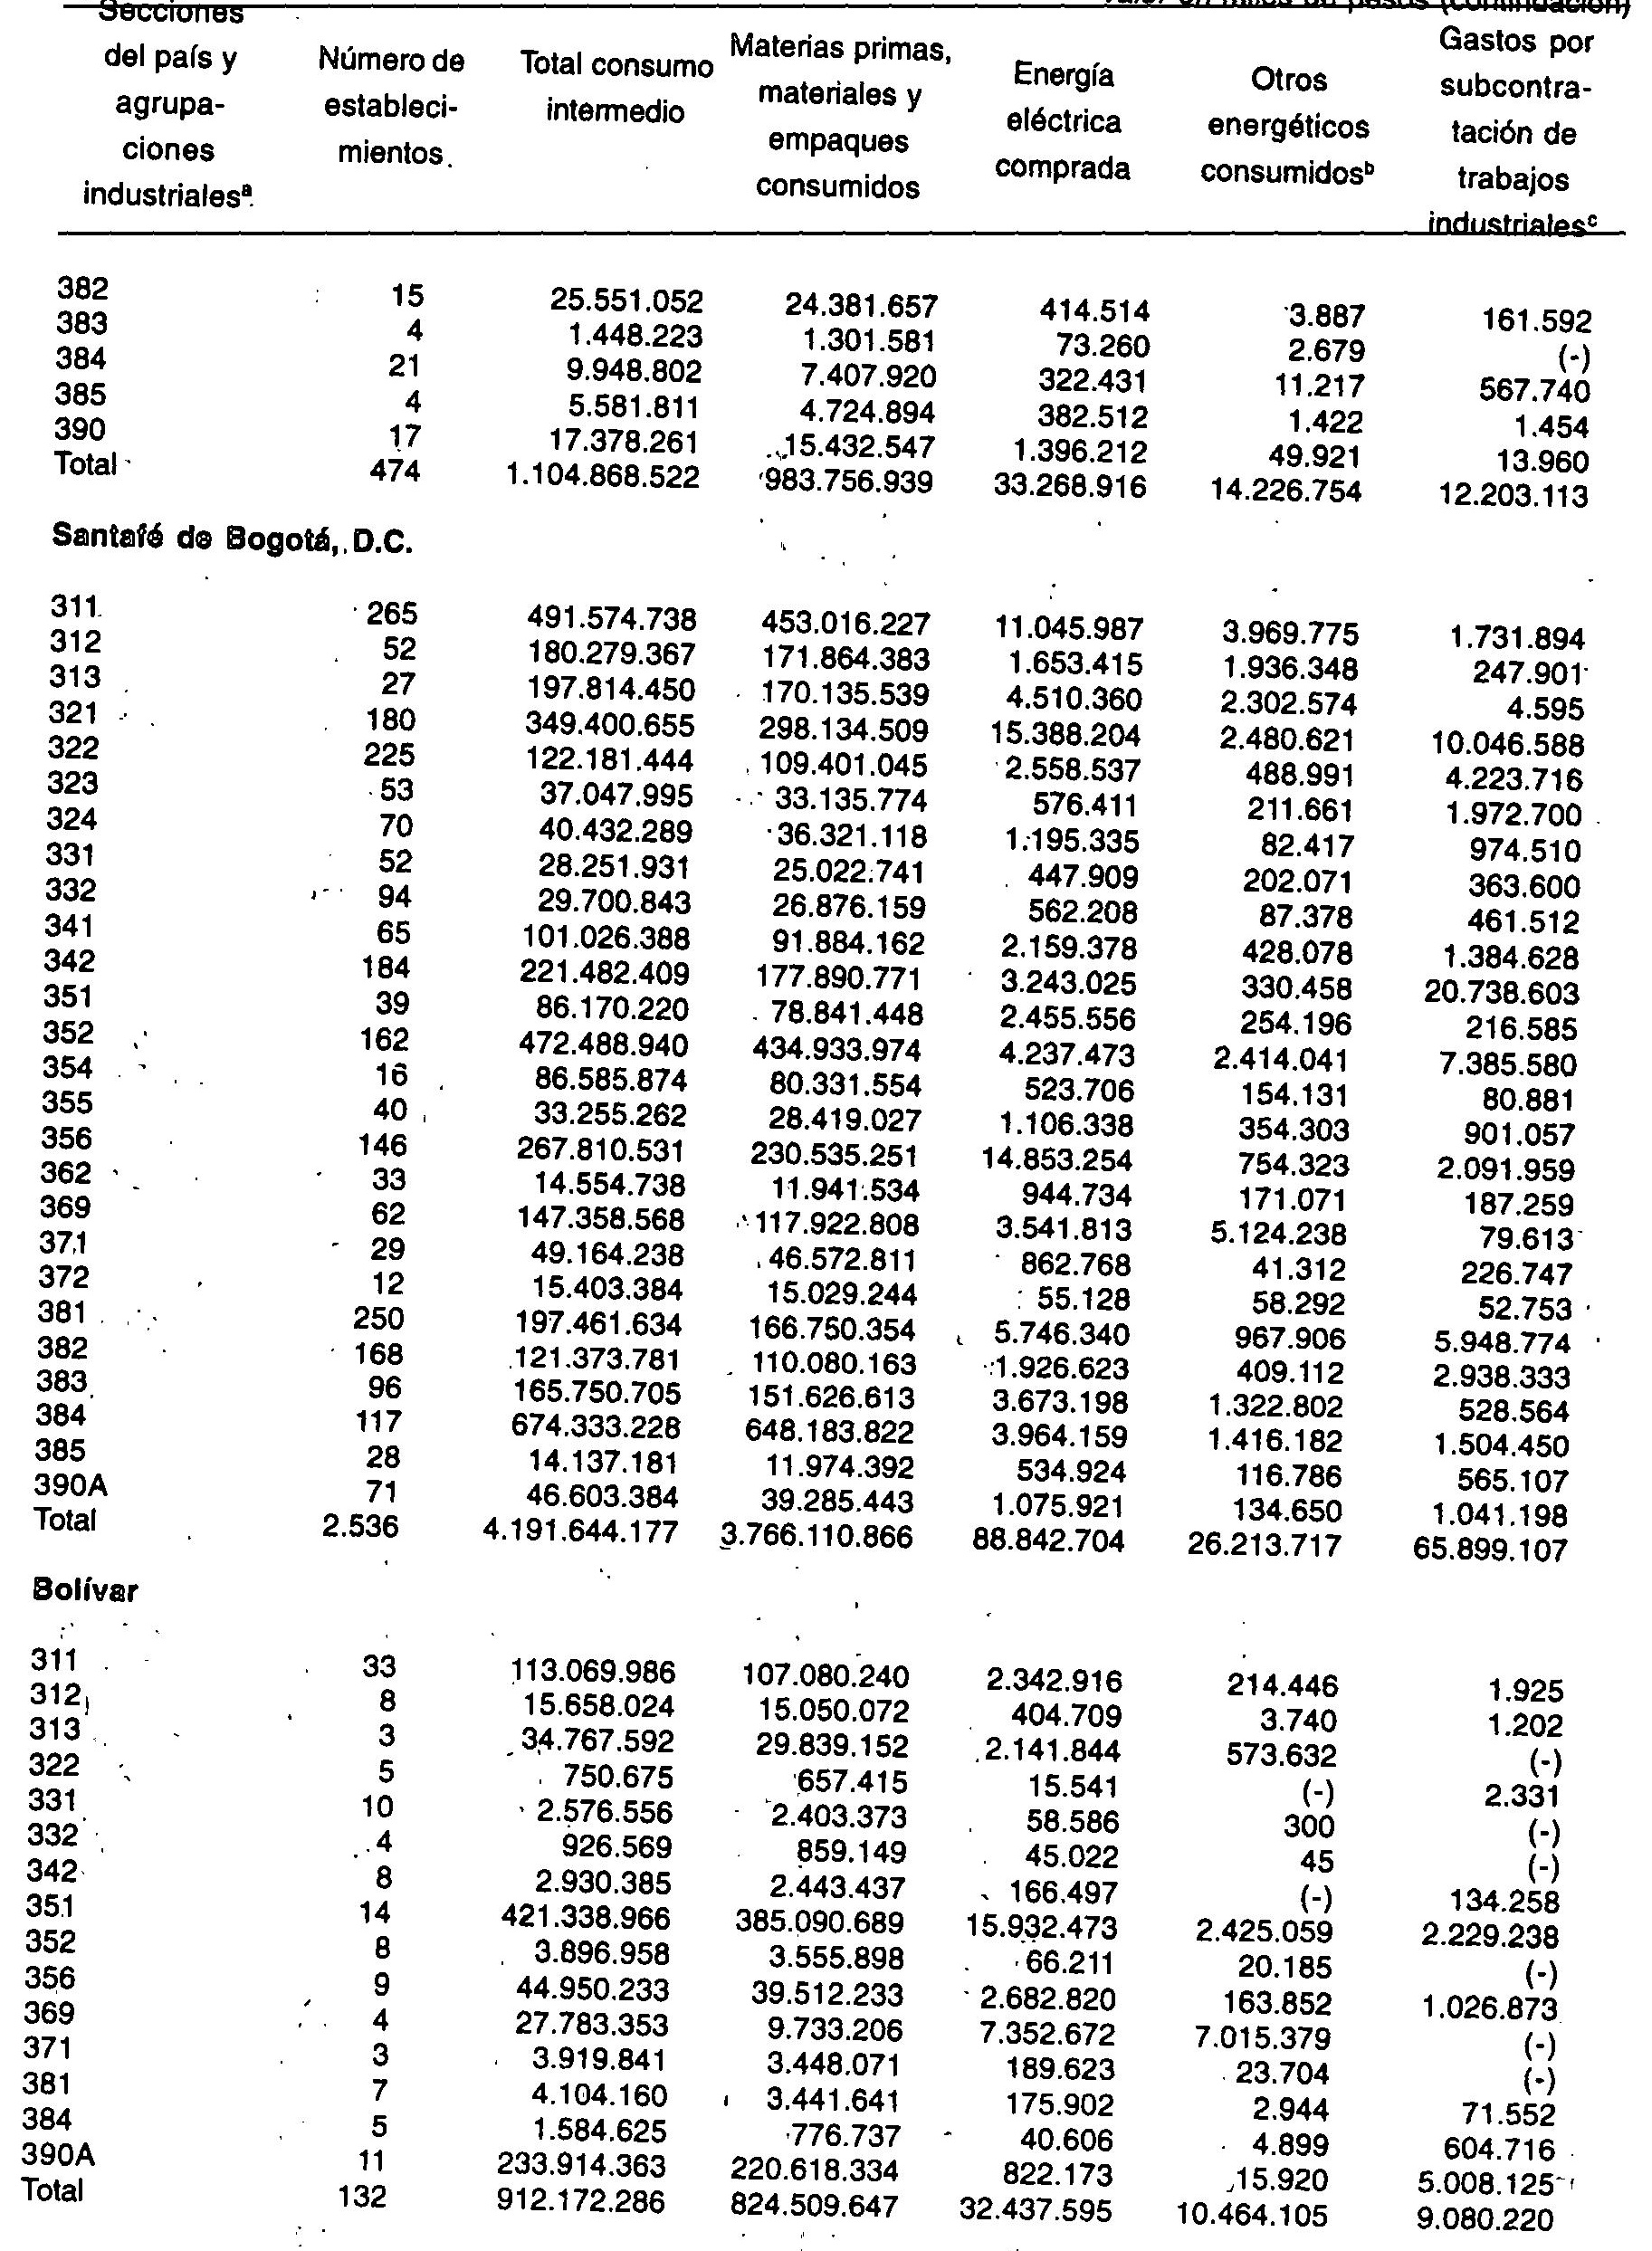 Valor en miles de pesos (continuación)
Secciones del país y agrupaciones industrialesª Número de establecimientos Total consumo intermedio Materias primas, materiales y empaques consumidos Energía eléctrica comprada Otros energéticos consumidosᵇ Gastos por subcontratación de trabajos industrialesᶜ
382 15 25.551.052 24.381.657 414.514 3.887 161.592
383 4 1.448.223 1.301.581 73.260 2.679 (-)
384 21 9.948.802 7.407.920 322.431 11.217 567.740
385 4 5.581.811 4.724.894 382.512 1.422 1.454
390 17 17.378.261 15.432.547 1.396.212 49.921 13.960
Total 474 1.104.868.522 983.756.939 33.268.916 14.226.754 12.203.113
Santafé de Bogotá, D.C.
311 265 491.574.738 453.016.227 11.045.987 3.969.775 1.731.894
312 52 180.279.367 171.864.383 1.653.415 1.936.348 247.901
313 27 197.814.450 170.135.539 4.510.360 2.302.574 4.595
321 180 349.400.655 298.134.509 15.388.204 2.480.621 10.046.588
322 225 122.181.444 109.401.045 2.558.537 488.991 4.223.716
323 53 37.047.995 33.135.774 576.411 211.661 1.972.700
324 70 40.432.289 36.321.118 1.195.335 82.417 974.510
331 52 28.251.931 25.022.741 447.909 202.071 363.600
332 94 29.700.843 26.876.159 562.208 87.378 461.512
341 65 101.026.388 91.884.162 2.159.378 428.078 1.384.628
342 184 221.482.409 177.890.771 3.243.025 330.458 20.738.603
351 39 86.170.220 78.841.448 2.455.556 254.196 216.585
352 162 472.488.940 434.933.974 4.237.473 2.414.041 7.385.580
354 16 86.585.874 80.331.554 523.706 154.131 80.881
355 40 33.255.262 28.419.027 1.106.338 354.303 901.057
356 146 267.810.531 230.535.251 14.853.254 754.323 2.091.959
362 33 14.554.738 11.941.534 944.734 171.071 187.259
369 62 147.358.568 117.922.808 3.541.813 5.124.238 79.613
371 29 49.164.238 46.572.811 862.768 41.312 226.747
372 12 15.403.384 15.029.244 55.128 58.292 52.753
381 250 197.461.634 166.750.354 5.746.340 967.906 5.948.774
382 168 121.373.781 110.080.163 1.926.623 409.112 2.938.333
383 96 165.750.705 151.626.613 3.673.198 1.322.802 528.564
384 117 674.333.228 648.183.822 3.964.159 1.416.182 1.504.450
385 28 14.137.181 11.974.392 534.924 116.786 565.107
390A 71 46.603.384 39.285.443 1.075.921 134.650 1.041.198
Total 2.536 4.191.644.177 3.766.110.866 88.842.704 26.213.717 65.899.107
Bolívar
311 33 113.069.986 107.080.240 2.342.916 214.446 1.925
312 8 15.658.024 15.050.072 404.709 3.740 1.202
313 3 34.767.592 29.839.152 2.141.844 573.632 (-)
322 5 750.675 657.415 15.541 (-) 2.331
331 10 2.576.556 2.403.373 58.586 300 (-)
332 4 926.569 859.149 45.022 45 (-)
342 8 2.930.385 2.443.437 166.497 (-) 134.258
351 14 421.338.966 385.090.689 15.932.473 2.425.059 2.229.238
352 8 3.896.958 3.555.898 66.211 20.185 (-)
356 9 44.950.233 39.512.233 2.682.820 163.852 1.026.873
369 4 27.783.353 9.733.206 7.352.672 7.015.379 (-)
371 3 3.919.841 3.448.071 189.623 23.704 (-)
381 7 4.104.160 3.441.641 175.902 2.944 71.552
384 5 1.584.625 776.737 40.606 4.899 604.716
390A 11 233.914.363 220.618.334 822.173 15.920 5.008.125
Total 132 912.172.286 824.509.647 32.437.595 10.464.105 9.080.220